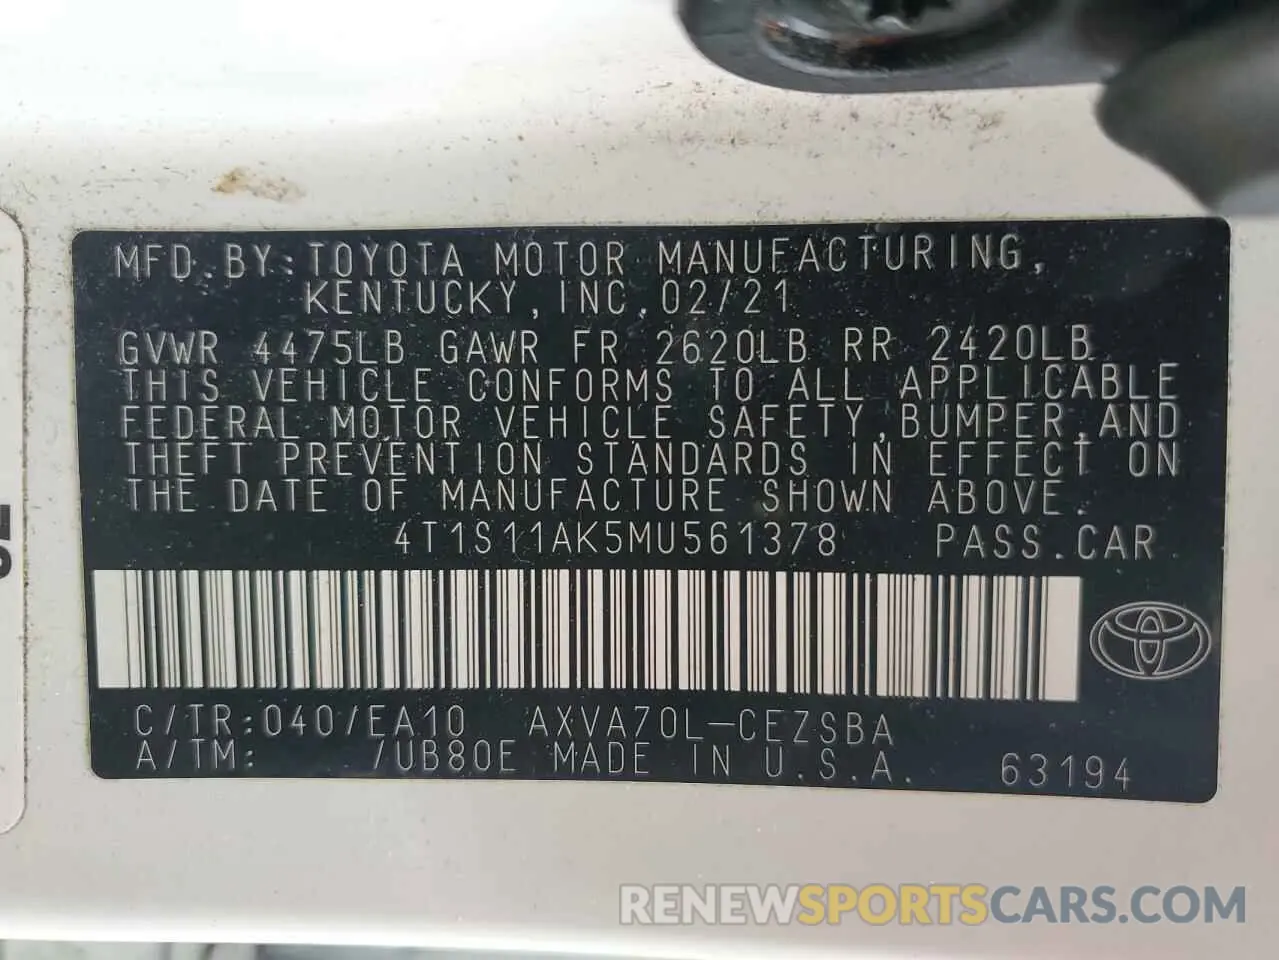 MFD.BY:TOYOTA MOTOR MANUFACTURING,
KENTUCKY,INC.02/21
GVWR 4475LB GAWR FR 2620LB RR 2420LB
THIS VEHICLE CONFORMS TO ALL APPLICABLE
FEDERAL MOTOR VEHICLE SAFETY,BUMPER,AND
THEFT PREVENTION STANDARDS IN EFFECT ON
THE DATE OF MANUFACTURE SHOWN ABOVE.
4T1S11AK5MU561378 PASS.CAR
C/TR:040/EA10 AXVA70L-CEZSBA
A/TM: /UB80E MADE IN U.S.A. 63194
RENEWSPORTSCARS.COM